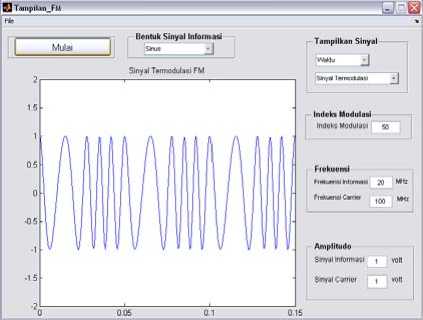 Tampilan_FM
File
Mulai
Bentuk Sinyal Informasi
Sinus
Tampilkan Sinyal
Waktu
Sinyal Termodulasi
Sinyal Termodulasi FM
2
1.5
1
0.5
0
-0.5
-1
-1.5
-2
0
0.05
0.1
0.15
Indeks Modulasi
Indeks Modulasi 50
Frekuensi
Frekuensi Informasi 20 MHz
Frekuensi Carrier 100 MHz
Amplitudo
Sinyal Informasi 1 volt
Sinyal Carrier 1 volt